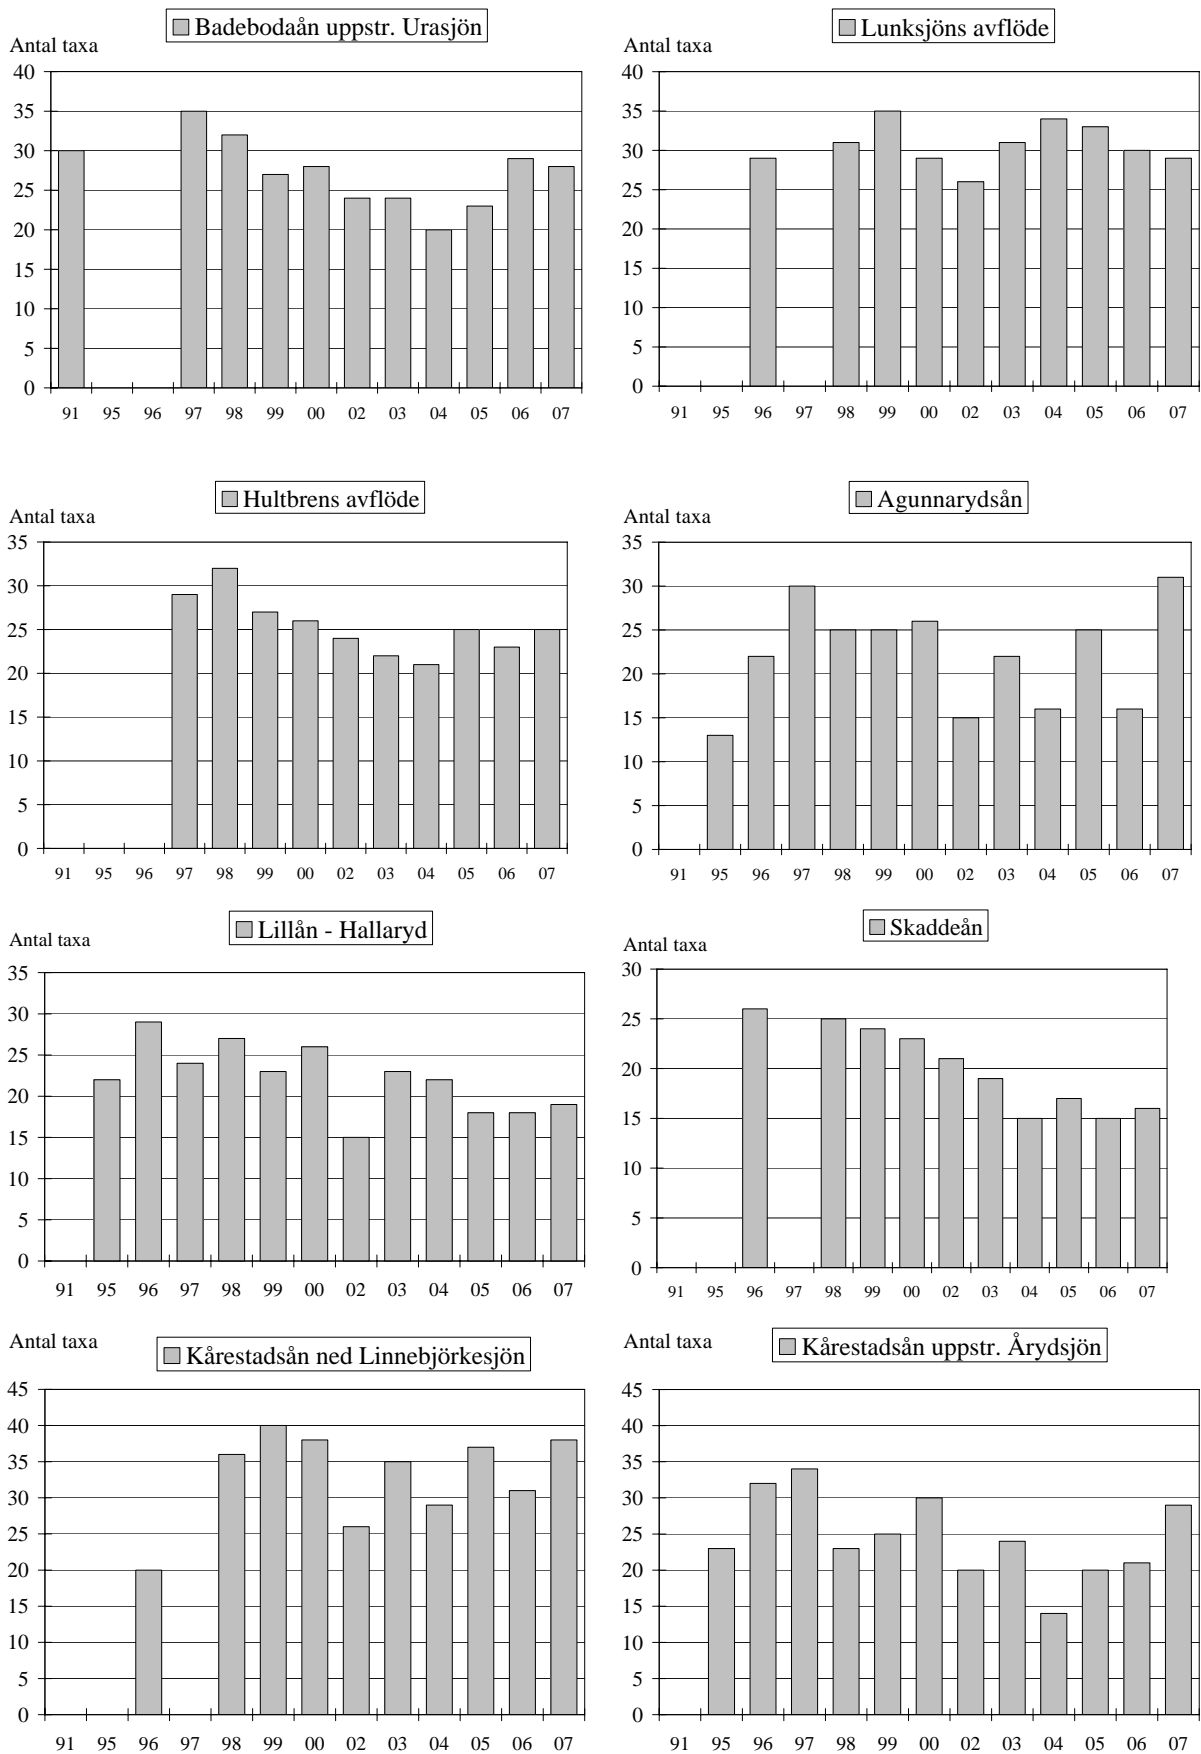 Badebodaån uppstr. Urasjön
Antal taxa
40
35
30
25
20
15
10
5
0
91 95 96 97 98 99 00 02 03 04 05 06 07
Lunksjöns avflöde
Antal taxa
40
35
30
25
20
15
10
5
0
91 95 96 97 98 99 00 02 03 04 05 06 07
Hultbrens avflöde
Antal taxa
35
30
25
20
15
10
5
0
91 95 96 97 98 99 00 02 03 04 05 06 07
Agunnarydsån
Antal taxa
35
30
25
20
15
10
5
0
91 95 96 97 98 99 00 02 03 04 05 06 07
Lillån - Hallaryd
Antal taxa
35
30
25
20
15
10
5
0
91 95 96 97 98 99 00 02 03 04 05 06 07
Skaddeån
Antal taxa
30
25
20
15
10
5
0
91 95 96 97 98 99 00 02 03 04 05 06 07
Kårestadsån ned Linnebjörkesjön
Antal taxa
45
40
35
30
25
20
15
10
5
0
91 95 96 97 98 99 00 02 03 04 05 06 07
Kårestadsån uppstr. Årydsjön
Antal taxa
45
40
35
30
25
20
15
10
5
0
91 95 96 97 98 99 00 02 03 04 05 06 07